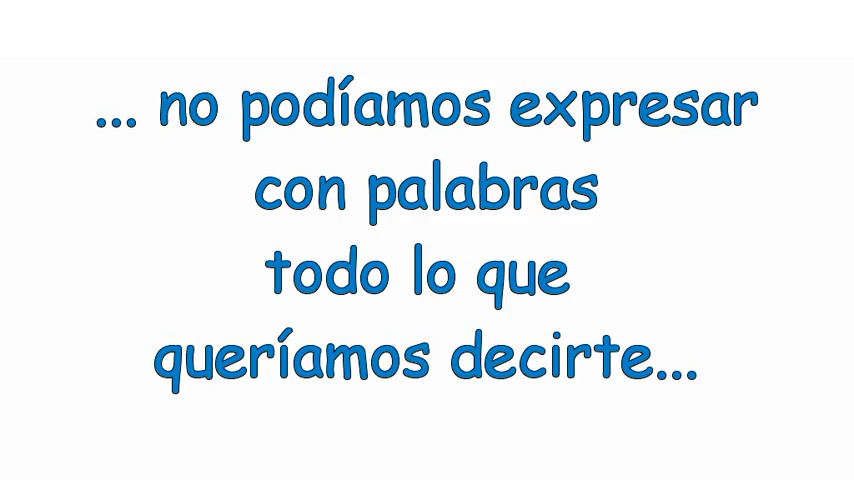 ... no podíamos expresar
con palabras
todo lo que
queríamos decirte...